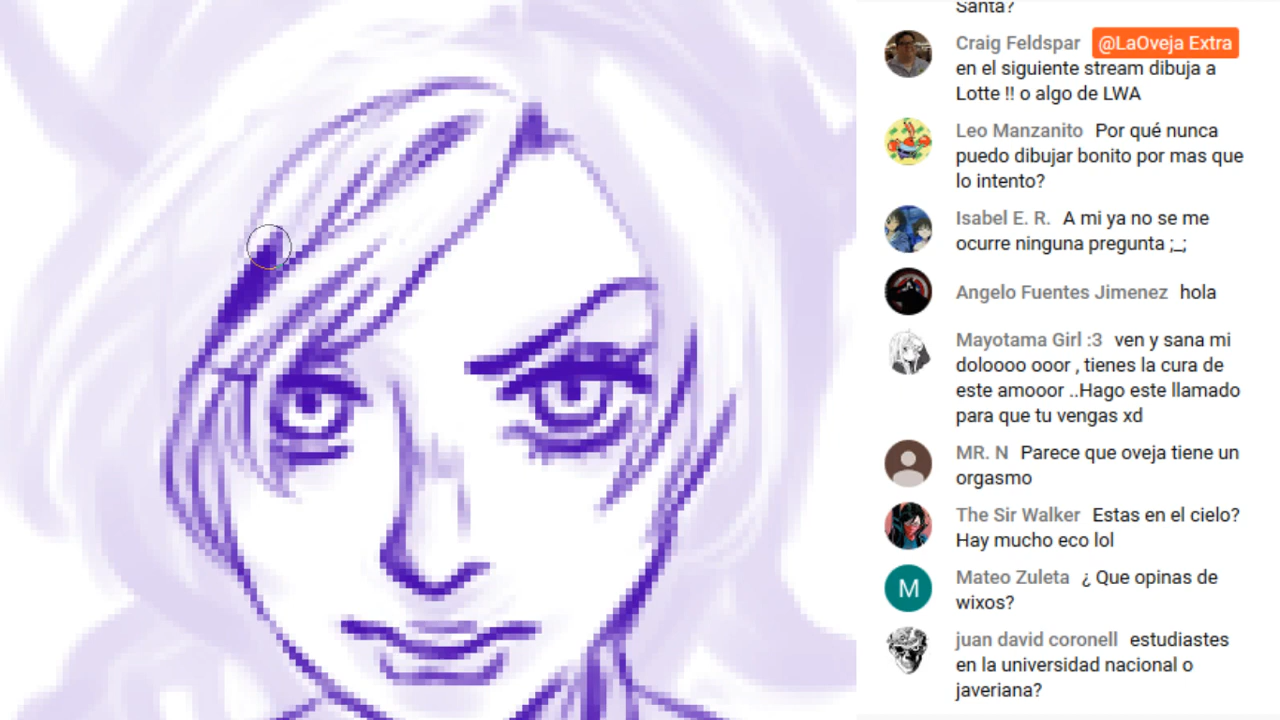 Santa?
Craig Feldspar @LaOveja Extra
en el siguiente stream dibuja a
Lotte !! o algo de LWA
Leo Manzanito Por qué nunca
puedo dibujar bonito por mas que
lo intento?
Isabel E. R. A mi ya no se me
ocurre ninguna pregunta ;_;
Angelo Fuentes Jimenez hola
Mayotama Girl :3 ven y sana mi
doloooo ooor , tienes la cura de
este amooor ..Hago este llamado
para que tu vengas xd
MR. N Parece que oveja tiene un
orgasmo
The Sir Walker Estas en el cielo?
Hay mucho eco lol
M Mateo Zuleta ¿ Que opinas de
wixos?
juan david coronell estudiastes
en la universidad nacional o
javeriana?